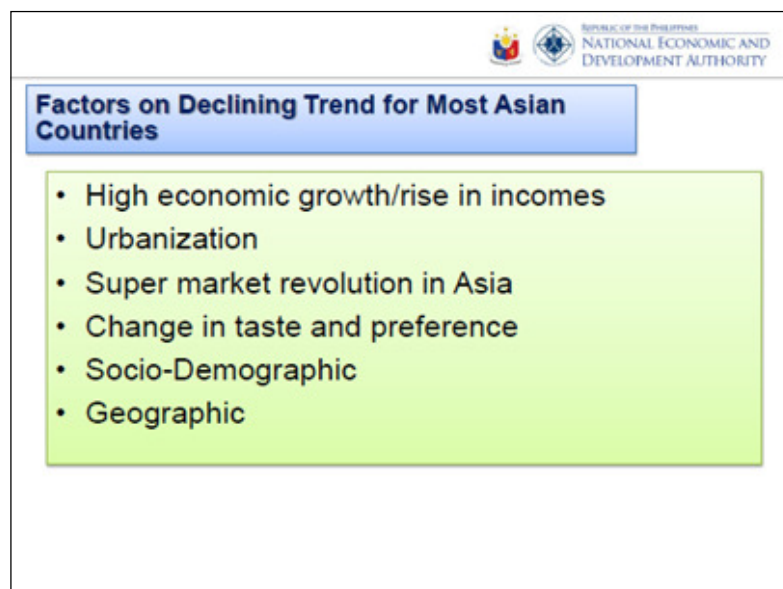 REPUBLIC OF THE PHILIPPINES
NATIONAL ECONOMIC AND
DEVELOPMENT AUTHORITY
Factors on Declining Trend for Most Asian
Countries
• High economic growth/rise in incomes
• Urbanization
• Super market revolution in Asia
• Change in taste and preference
• Socio-Demographic
• Geographic